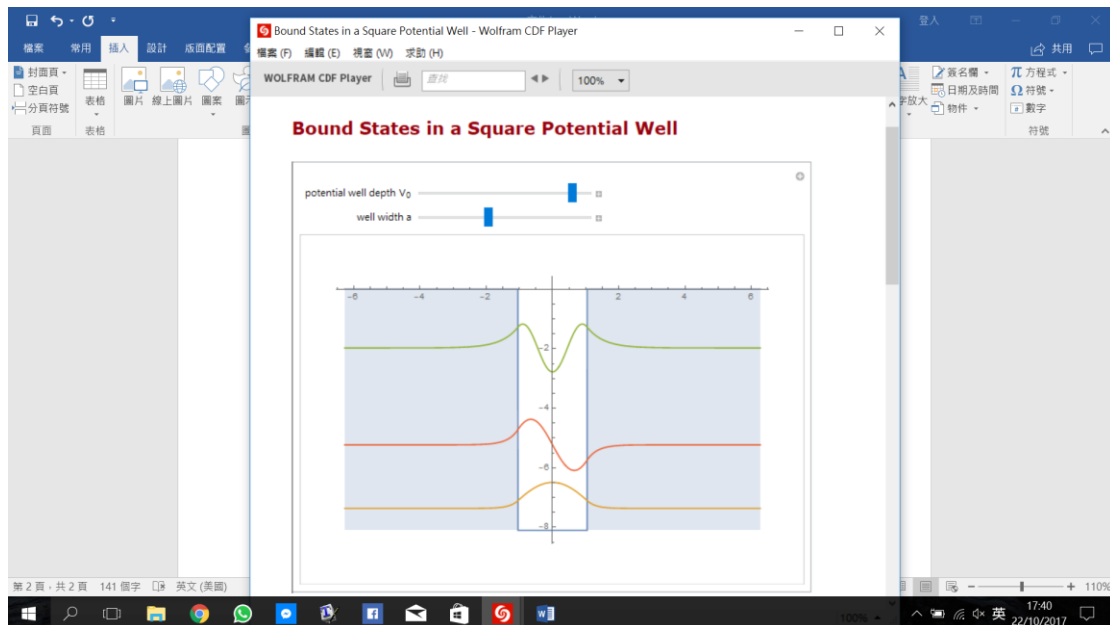 登入
Bound States in a Square Potential Well - Wolfram CDF Player
檔案 常用 插入 設計 版面配置
共用
檔案 (F) 編輯 (E) 視窗 (W) 求助 (H)
WOLFRAM CDF Player 查找 100%
封面頁
空白頁
分頁符號
表格
圖片 線上圖片 圖案
頁面 表格
簽名欄
日期及時間
物件
π 方程式
Ω 符號
數字
符號
Bound States in a Square Potential Well
potential well depth V₀
well width a
-6 -4 -2 2 4 6
-2
-4
-6
-8
第 2 頁，共 2 頁 141 個字 英文 (美國)
110%
100%
英 17:40
22/10/2017